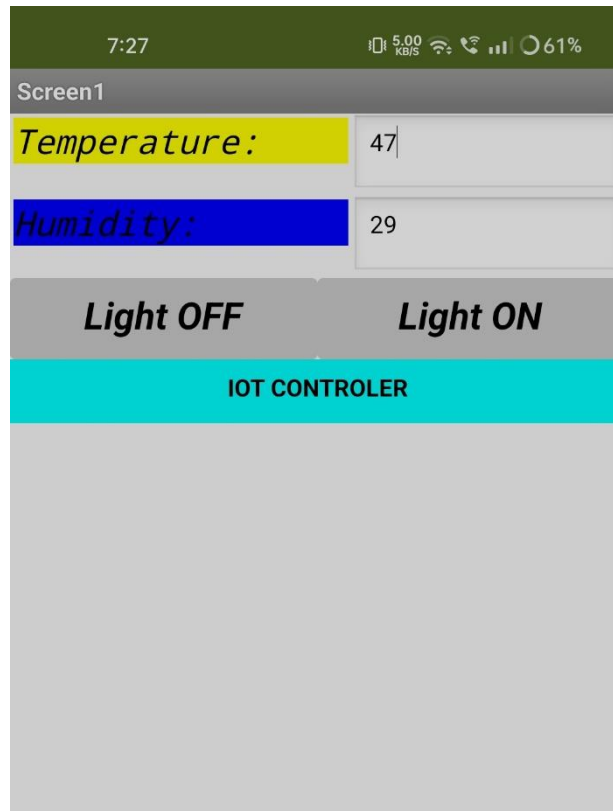 7:27 5.00 KB/S 61%
Screen1
Temperature: 47
Humidity: 29
Light OFF Light ON
IOT CONTROLER